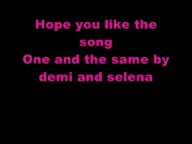 Hope you like the
song
One and the same by
demi and selena